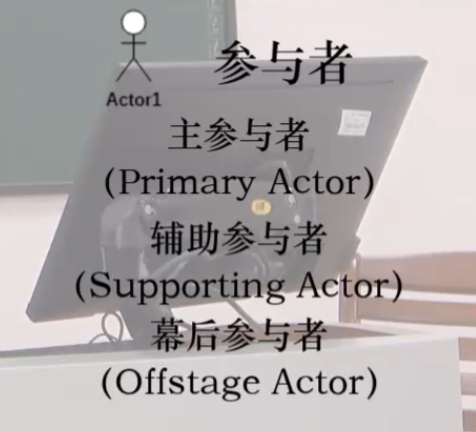 参与者
Actor1
主参与者
(Primary Actor)
辅助参与者
(Supporting Actor)
幕后参与者
(Offstage Actor)